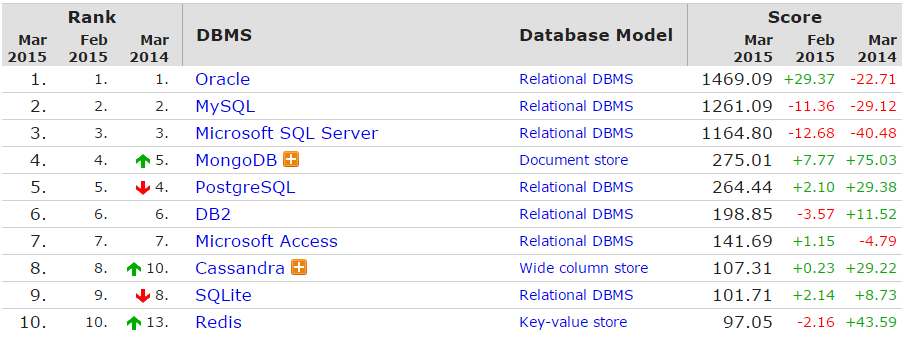 Rank DBMS Database Model Score
Mar 2015 Feb 2015 Mar 2014 Mar 2015 Feb 2015 Mar 2014
1. 1. 1. Oracle Relational DBMS 1469.09 +29.37 -22.71
2. 2. 2. MySQL Relational DBMS 1261.09 -11.36 -29.12
3. 3. 3. Microsoft SQL Server Relational DBMS 1164.80 -12.68 -40.48
4. 4. 5. MongoDB Document store 275.01 +7.77 +75.03
5. 5. 4. PostgreSQL Relational DBMS 264.44 +2.10 +29.38
6. 6. 6. DB2 Relational DBMS 198.85 -3.57 +11.52
7. 7. 7. Microsoft Access Relational DBMS 141.69 +1.15 -4.79
8. 8. 10. Cassandra Wide column store 107.31 +0.23 +29.22
9. 9. 8. SQLite Relational DBMS 101.71 +2.14 +8.73
10. 10. 13. Redis Key-value store 97.05 -2.16 +43.59